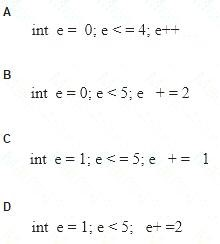 A
int e = 0; e < = 4; e++
B
int e = 0; e < 5; e + = 2
C
int e = 1; e < = 5; e + = 1
D
int e = 1; e < 5; e+ =2